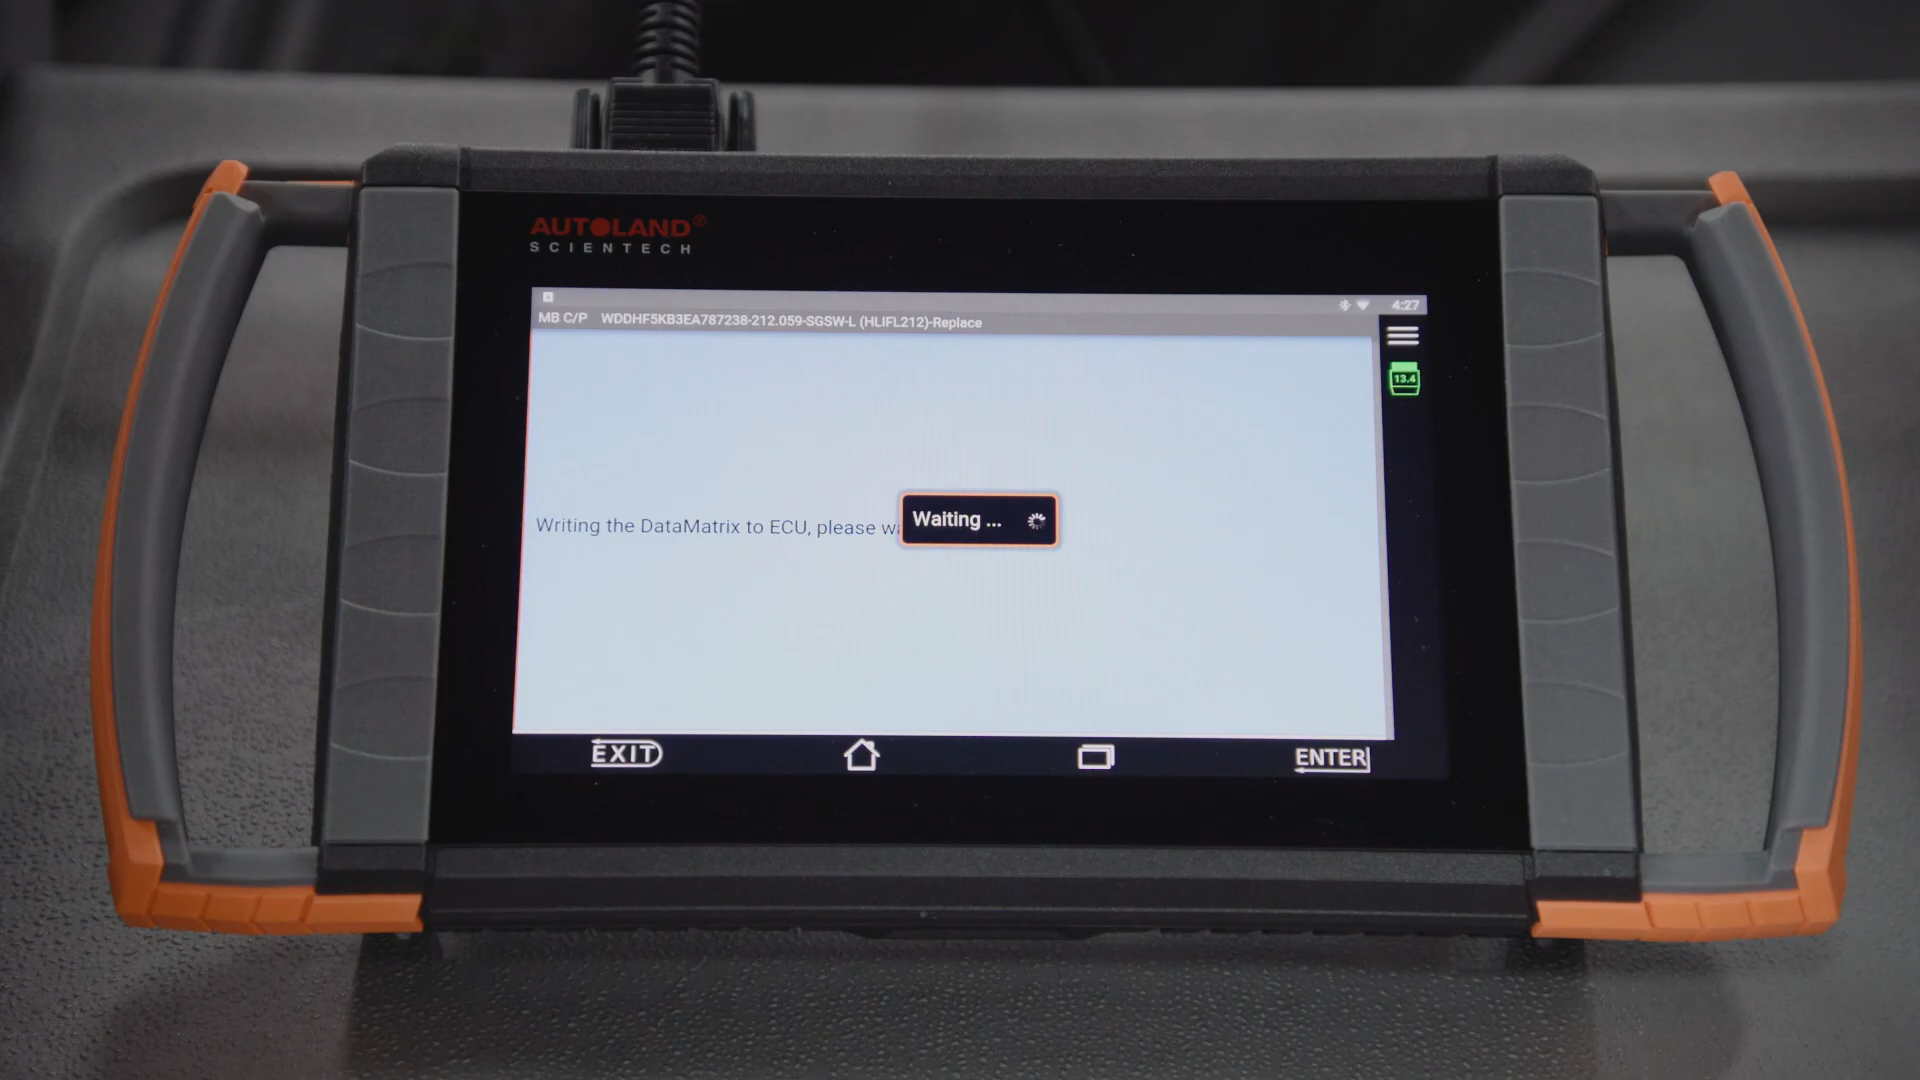 AUTOLAND®
SCIENTECH
4:27
MB C/P WDDHF5KB3EA787238-212.059-SGSW-L (HLIFL212)-Replace
13.4
Writing the DataMatrix to ECU, please
Waiting ...
EXIT
ENTER